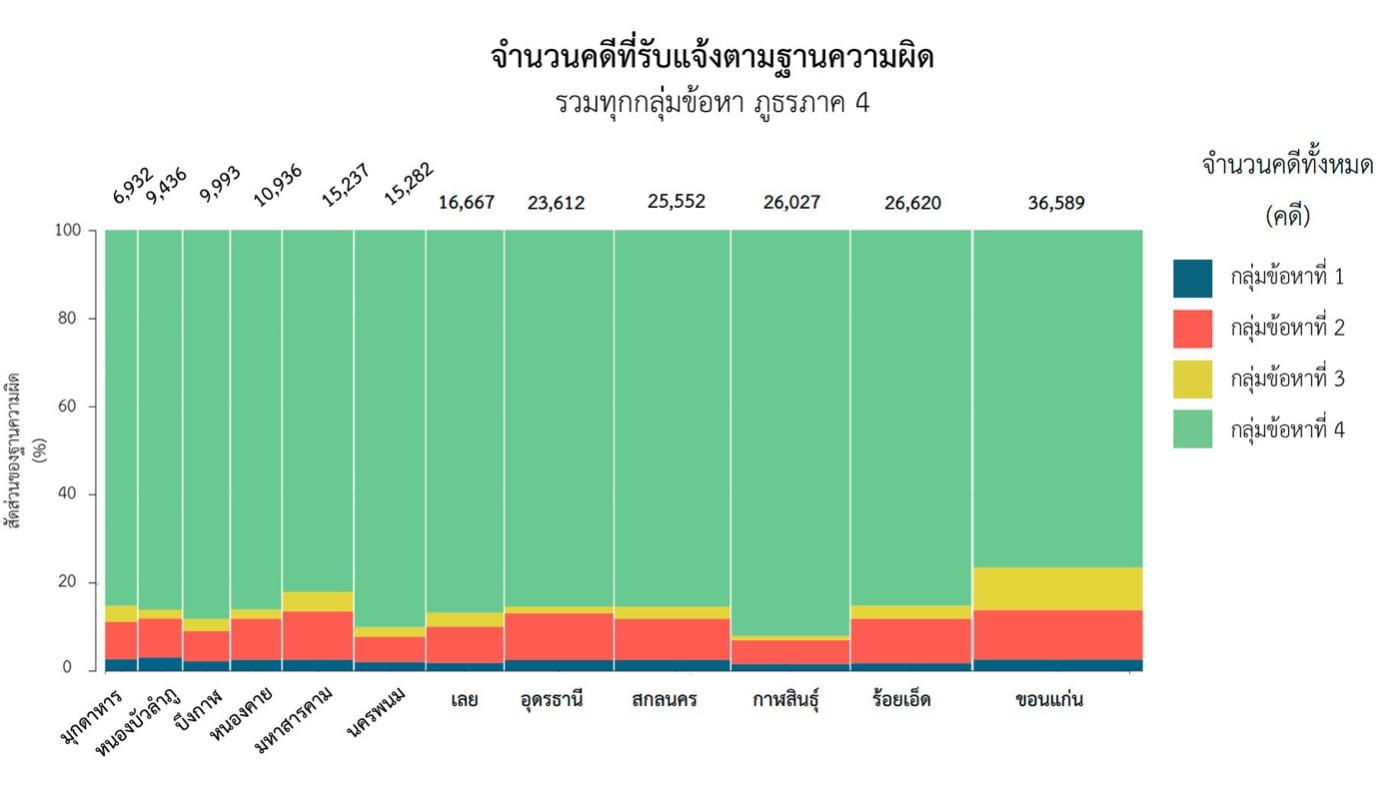 จำนวนคดีที่รับแจ้งตามฐานความผิด
รวมทุกกลุ่มข้อหา ภูธรภาค 4
6,932
9,436
9,993
10,936
15,237
15,282
16,667
23,612
25,552
26,027
26,620
36,589
จำนวนคดีทั้งหมด
(คดี)
กลุ่มข้อหาที่ 1
กลุ่มข้อหาที่ 2
กลุ่มข้อหาที่ 3
กลุ่มข้อหาที่ 4
สัดส่วนของฐานความผิด
(%)
100
80
60
40
20
0
มุกดาหาร
หนองบัวลำภู
บึงกาฬ
หนองคาย
มหาสารคาม
นครพนม
เลย
อุดรธานี
สกลนคร
กาฬสินธุ์
ร้อยเอ็ด
ขอนแก่น